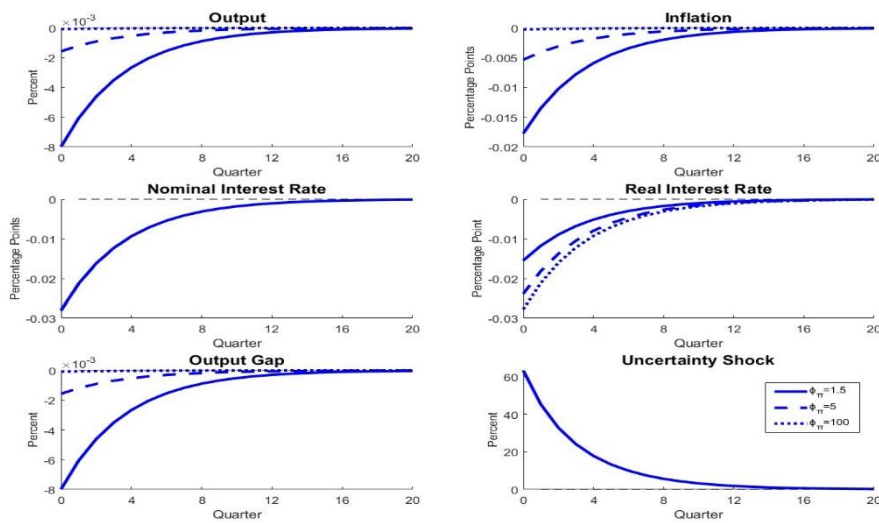 Output
×10⁻³
0
-2
-4
-6
-8
Percent
0 4 8 12 16 20
Quarter
Inflation
0
-0.005
-0.01
-0.015
-0.02
Percentage Points
0 4 8 12 16 20
Quarter
Nominal Interest Rate
0
-0.01
-0.02
-0.03
Percentage Points
0 4 8 12 16 20
Quarter
Real Interest Rate
0
-0.01
-0.02
-0.03
Percentage Points
0 4 8 12 16 20
Quarter
Output Gap
×10⁻³
0
-2
-4
-6
-8
Percent
0 4 8 12 16 20
Quarter
Uncertainty Shock
60
40
20
0
Percent
0 4 8 12 16 20
Quarter
ϕπ=1.5
ϕπ=5
ϕπ=100